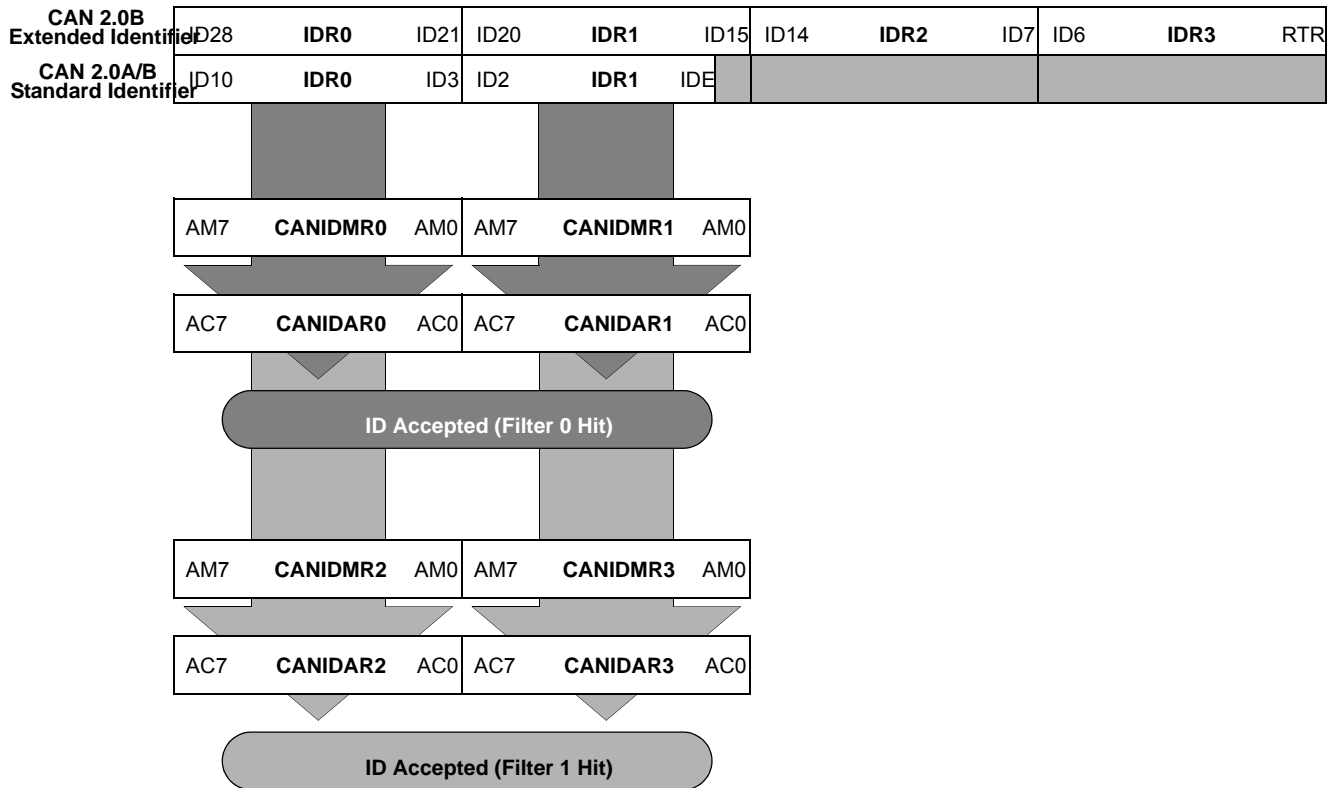 CAN 2.0B
Extended Identifier ID28 IDR0 ID21 ID20 IDR1 ID15 ID14 IDR2 ID7 ID6 IDR3 RTR
CAN 2.0A/B
Standard Identifier ID10 IDR0 ID3 ID2 IDR1 IDE
AM7 CANIDMR0 AM0 AM7 CANIDMR1 AM0
AC7 CANIDAR0 AC0 AC7 CANIDAR1 AC0
ID Accepted (Filter 0 Hit)
AM7 CANIDMR2 AM0 AM7 CANIDMR3 AM0
AC7 CANIDAR2 AC0 AC7 CANIDAR3 AC0
ID Accepted (Filter 1 Hit)